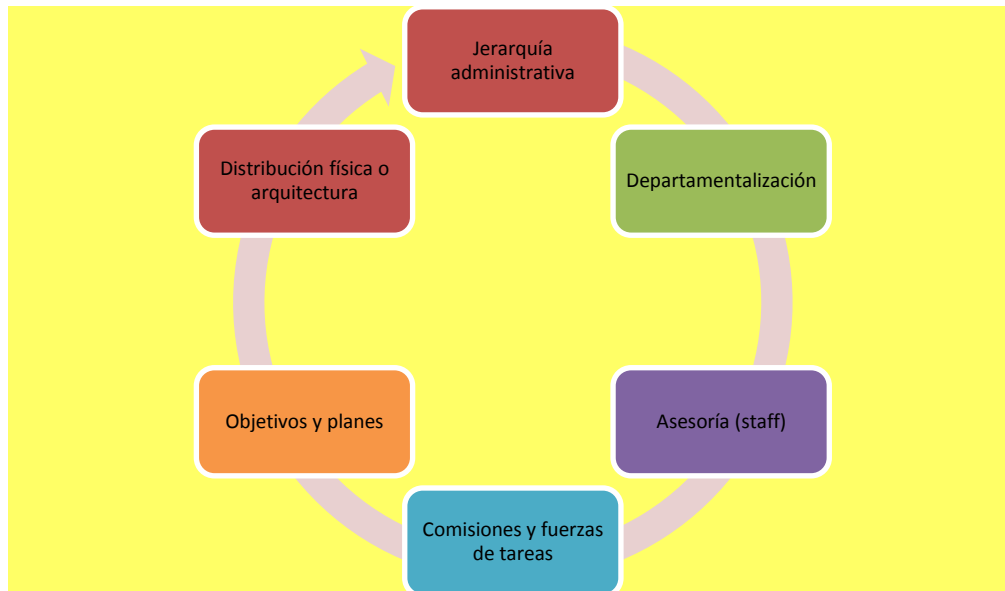 Jerarquía
administrativa
Departamentalización
Asesoría (staff)
Comisiones y fuerzas
de tareas
Objetivos y planes
Distribución física o
arquitectura